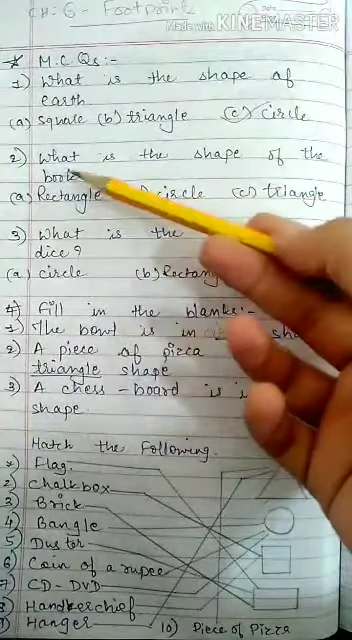 CH:-6- Footprints
MADE WITH KINEMASTER
* M.C.Qs:-
1) What is the shape of
earth
(a) Square (b) triangle (c) circle
2) What is the shape of the
book
(a) Rectangle circle (c) triangle
3) What is the
dice?
(a) circle (b)
* Fill in the blanks:-
1) The bowl is in
2) A piece of pizza
triangle shape
3) A chess-board is
shape.
Match the Following.
1) Flag.
2) Chalkbox
3) Brick
4) Bangle
5) Dustor
6) Coin of a rupee
7) CD-DVD
8) Handkerchief
9) Hanger 10) Piece of Pizza